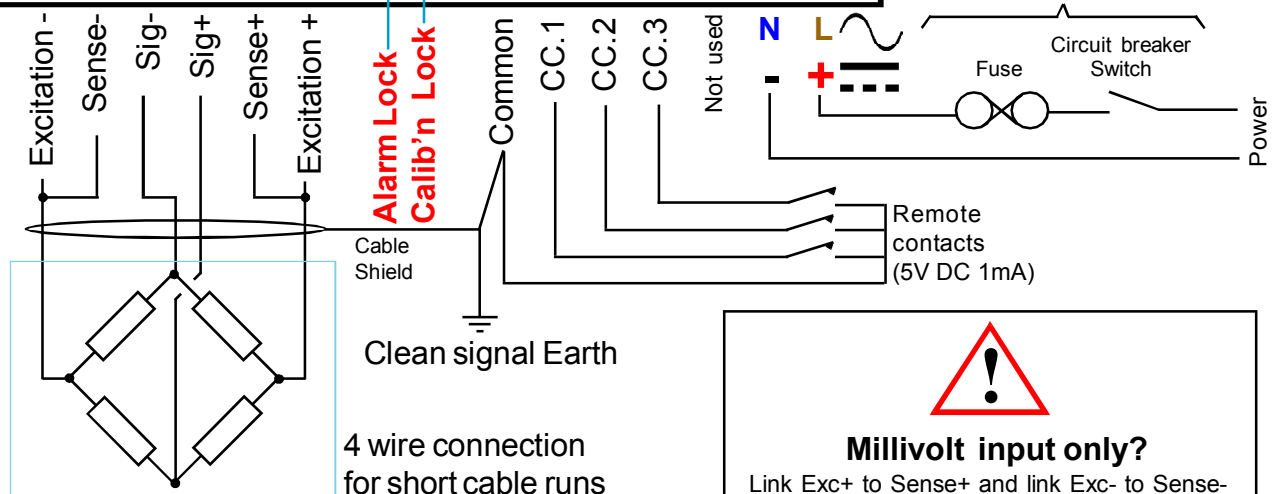 Excitation -
Sense-
Sig-
Sig+
Sense+
Excitation +
Alarm Lock
Calib'n Lock
Common
CC.1
CC.2
CC.3
Not used
N
L
-
+
Fuse
Circuit breaker
Switch
Power
Cable
Shield
Remote
contacts
(5V DC 1mA)
Clean signal Earth
4 wire connection
for short cable runs
!
Millivolt input only?
Link Exc+ to Sense+ and link Exc- to Sense-